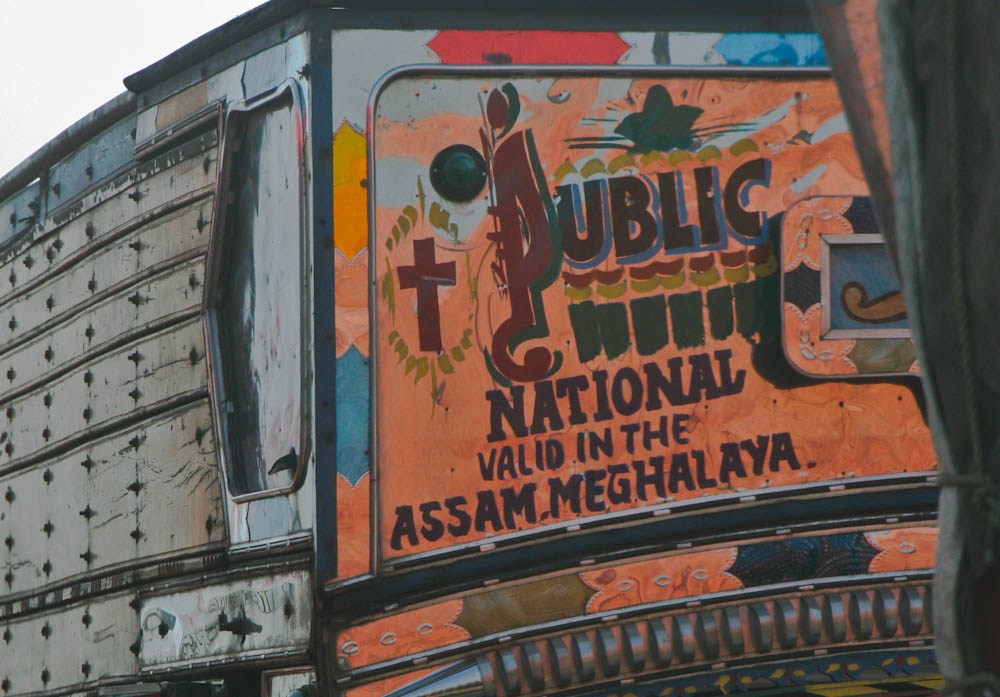 PUBLIC
NATIONAL
VALID IN THE
ASSAM.MEGHALAYA.